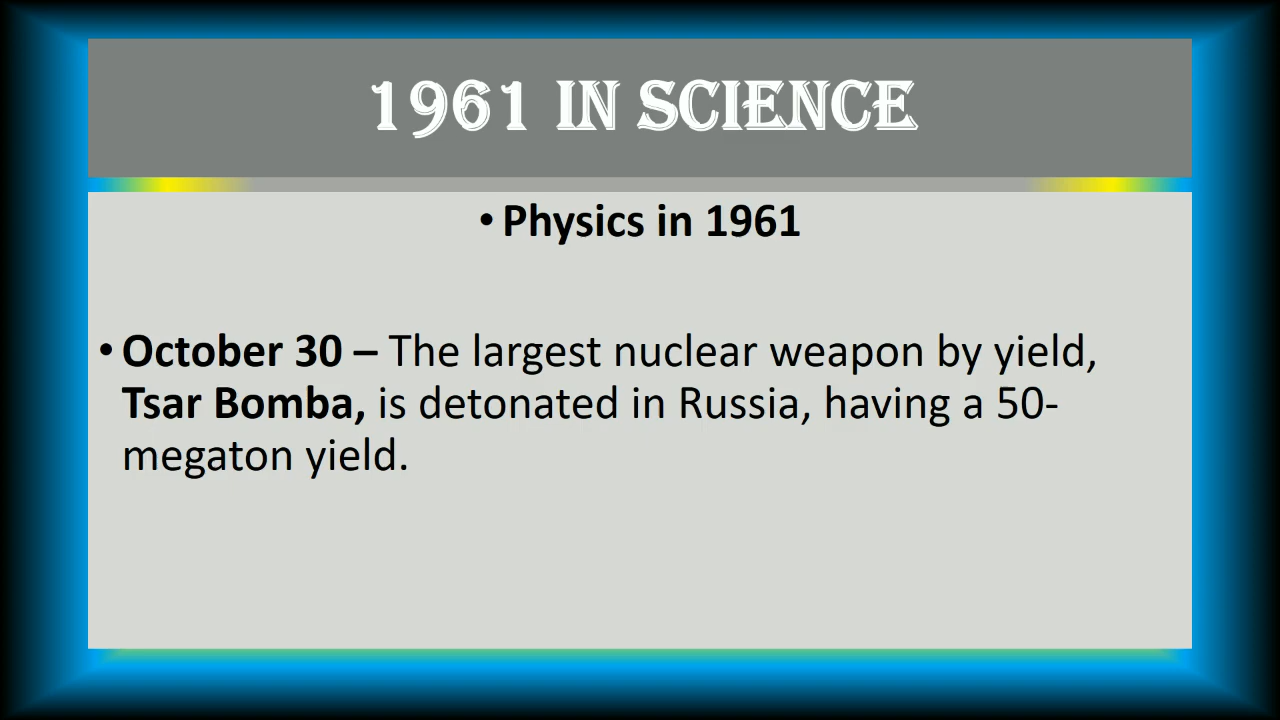 1961 IN SCIENCE
• Physics in 1961
• October 30 – The largest nuclear weapon by yield,
Tsar Bomba, is detonated in Russia, having a 50-
megaton yield.